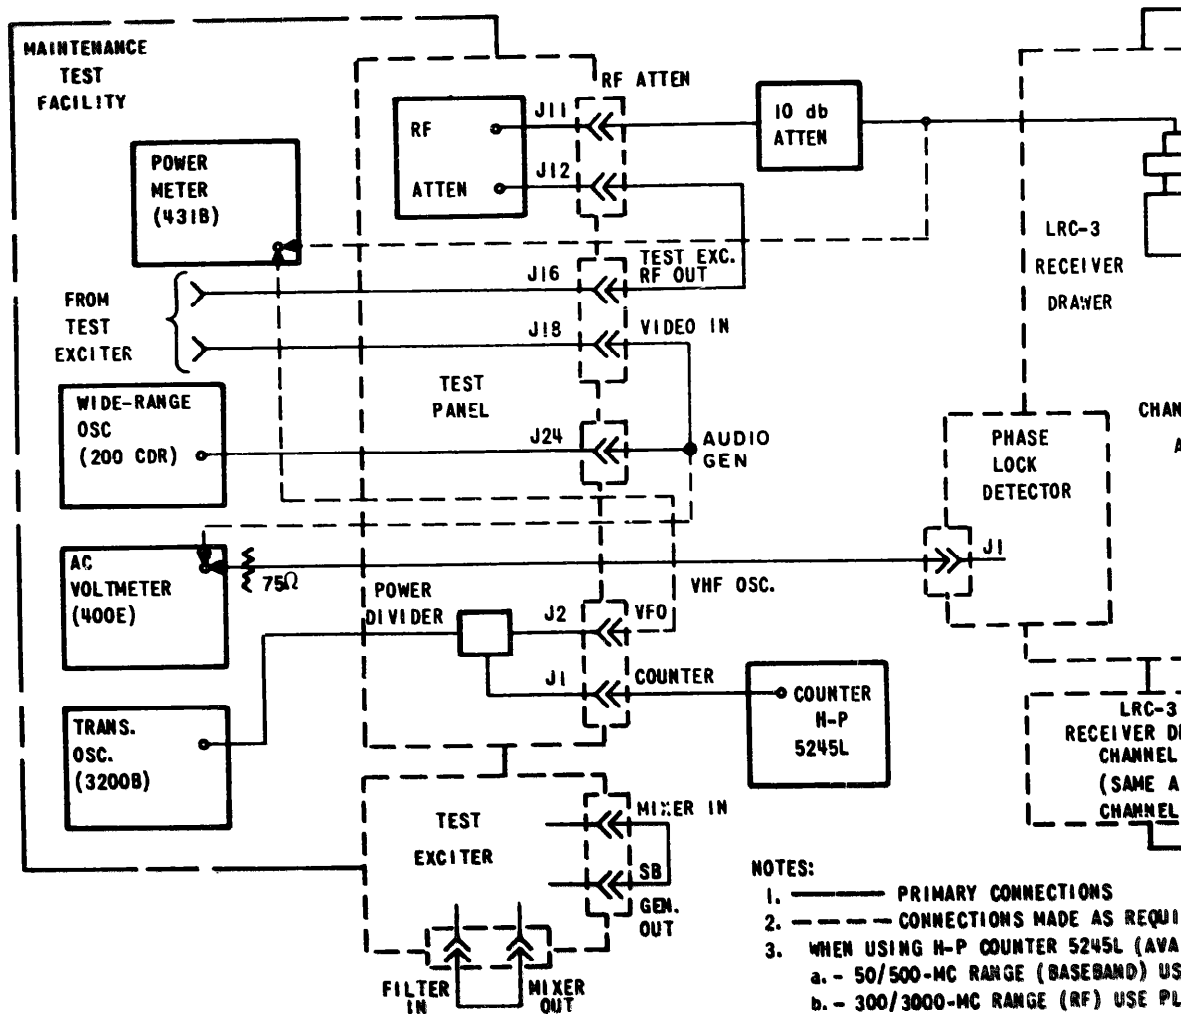 MAINTENANCE
TEST
FACILITY
RF ATTEN
RF
ATTEN
J11
J12
10 db
ATTEN
POWER
METER
(431B)
LRC-3
RECEIVER
DRAWER
TEST EXC.
RF OUT
J16
FROM
TEST
EXCITER
J18
VIDEO IN
TEST
PANEL
WIDE-RANGE
OSC
(200 CDR)
J24
AUDIO
GEN
CHAN
A
PHASE
LOCK
DETECTOR
J1
AC
VOLTMETER
(400E)
75Ω
VHF OSC.
POWER
DIVIDER
J2
VFO
J1
COUNTER
COUNTER
H-P
5245L
TRANS.
OSC.
(3200B)
LRC-3
RECEIVER D
CHANNEL
(SAME A
CHANNEL
TEST
EXCITER
MIXER IN
SB
GEN.
OUT
FILTER
IN
MIXER
OUT
NOTES:
1. PRIMARY CONNECTIONS
2. CONNECTIONS MADE AS REQUI
3. WHEN USING H-P COUNTER 5245L (AVA
a. - 50/500-MC RANGE (BASEBAND) US
b. - 300/3000-MC RANGE (RF) USE PL